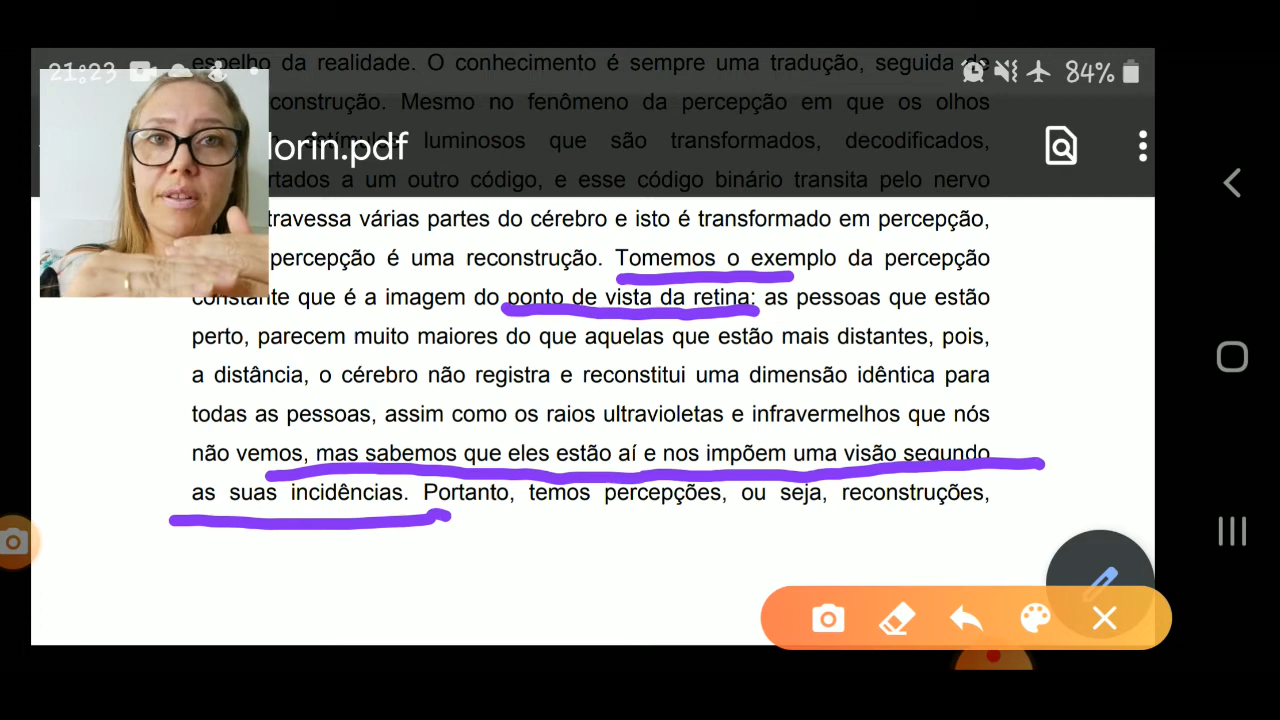 21:23
84%
espelho da realidade. O conhecimento é sempre uma tradução, seguida de
construção. Mesmo no fenômeno da percepção em que os olhos
estímulos luminosos que são transformados, decodificados,
lorin.pdf
rtados a um outro código, e esse código binário transita pelo nervo
travessa várias partes do cérebro e isto é transformado em percepção,
percepção é uma reconstrução. Tomemos o exemplo da percepção
constante que é a imagem do ponto de vista da retina: as pessoas que estão
perto, parecem muito maiores do que aquelas que estão mais distantes, pois,
a distância, o cérebro não registra e reconstitui uma dimensão idêntica para
todas as pessoas, assim como os raios ultravioletas e infravermelhos que nós
não vemos, mas sabemos que eles estão aí e nos impõem uma visão segundo
as suas incidências. Portanto, temos percepções, ou seja, reconstruções,